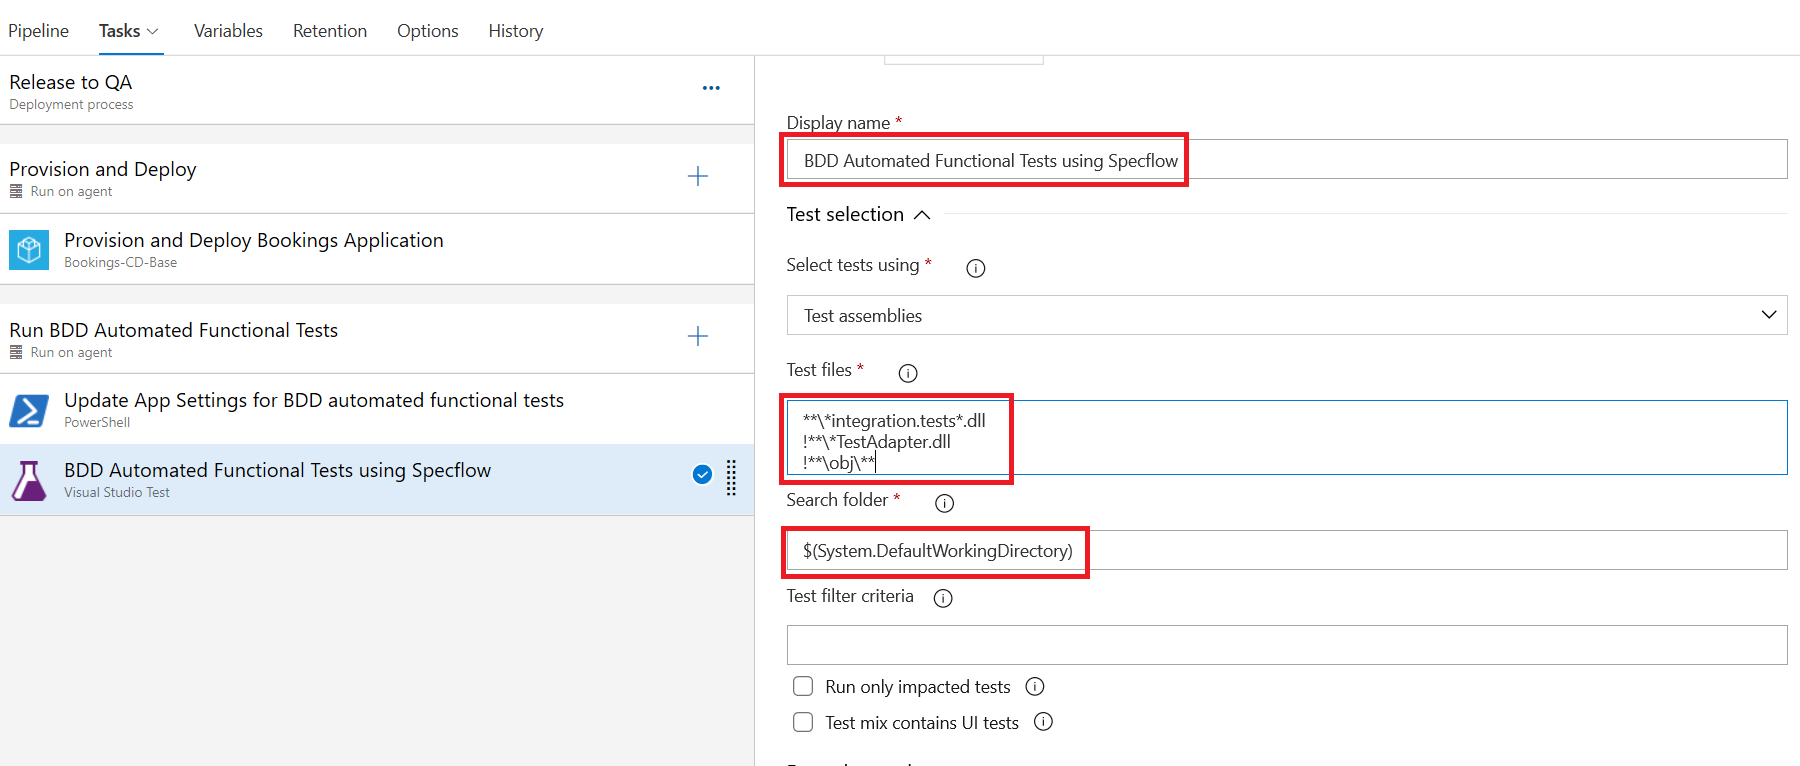 Pipeline
Tasks
Variables
Retention
Options
History
Release to QA
Deployment process
Provision and Deploy
Run on agent
Provision and Deploy Bookings Application
Bookings-CD-Base
Run BDD Automated Functional Tests
Run on agent
Update App Settings for BDD automated functional tests
PowerShell
BDD Automated Functional Tests using Specflow
Visual Studio Test
Display name *
BDD Automated Functional Tests using Specflow
Test selection
Select tests using *
Test assemblies
Test files *
**\*integration.tests*.dll
!**\*TestAdapter.dll
!**\obj\**
Search folder *
$(System.DefaultWorkingDirectory)
Test filter criteria
Run only impacted tests
Test mix contains UI tests